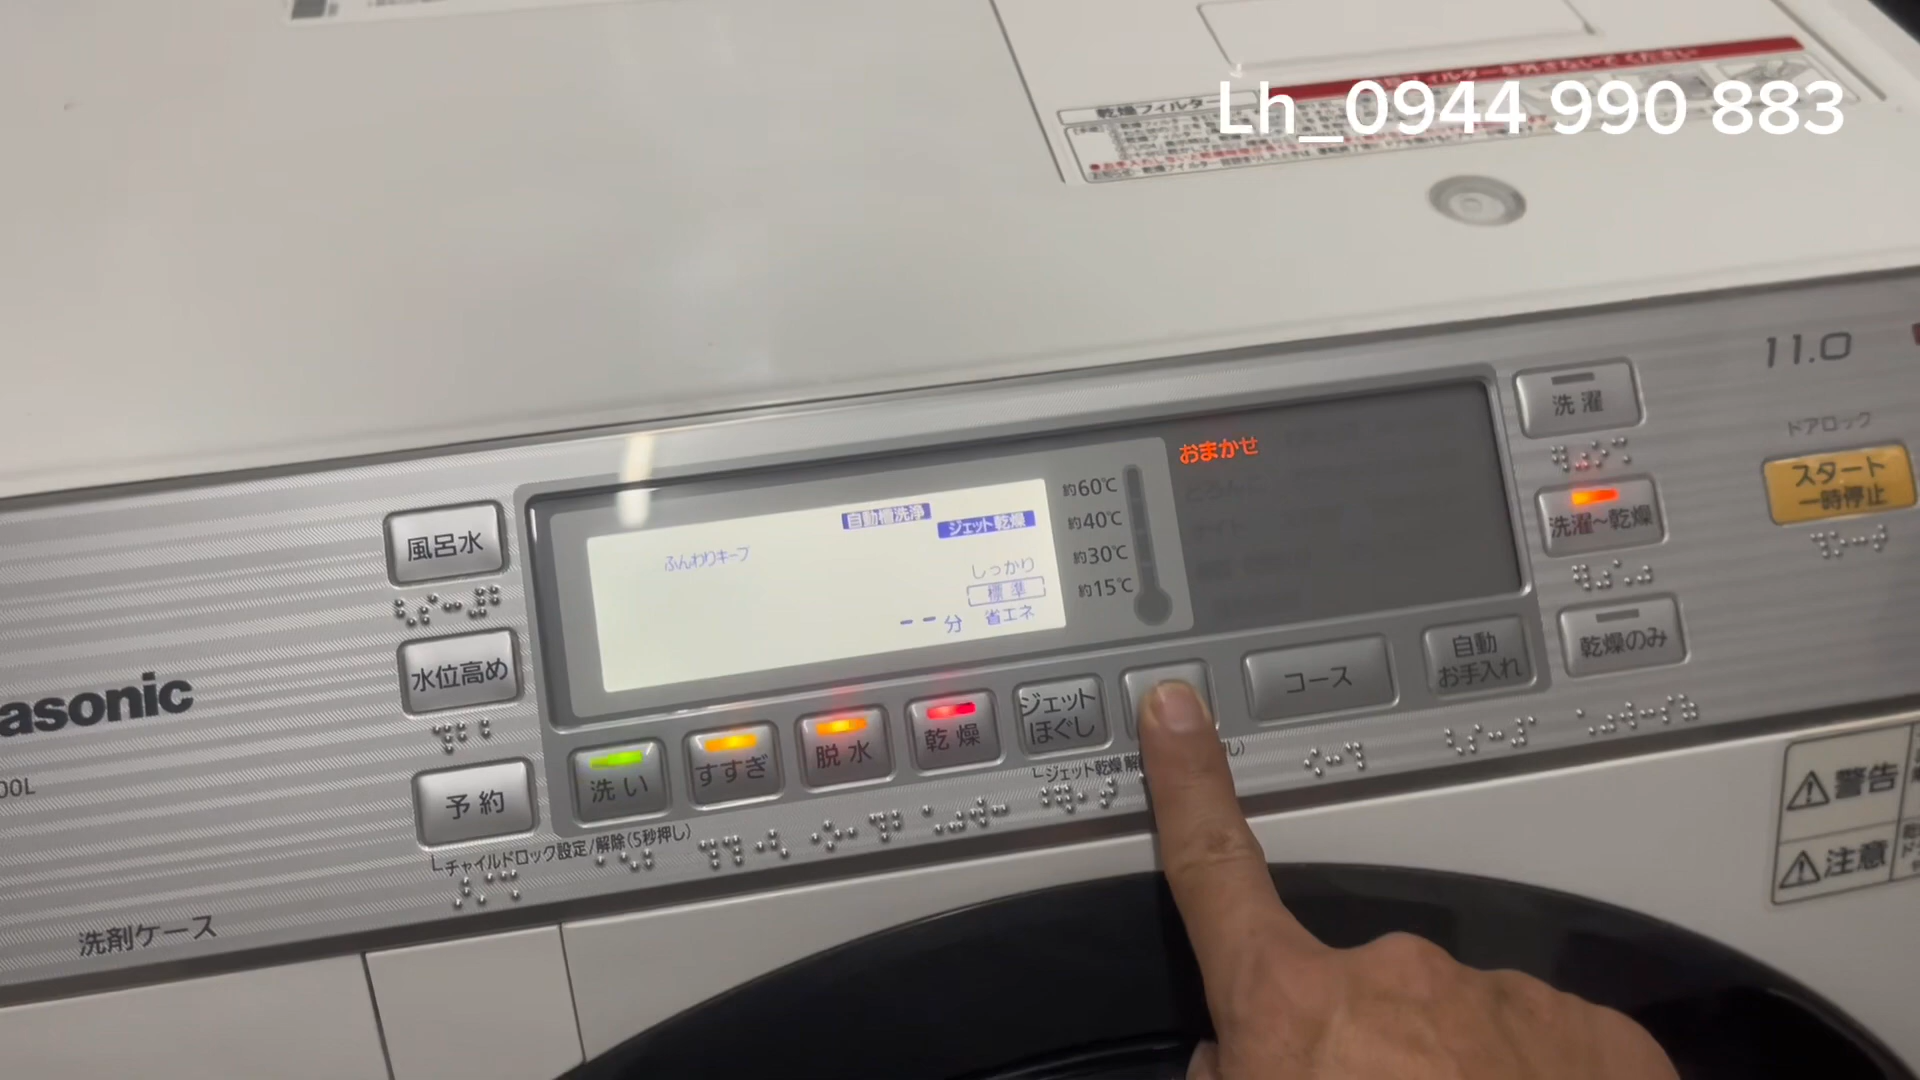 Lh_0944 990 883
乾燥フィルター
11.0
洗濯
ドアロック
スタート
一時停止
おまかせ
約60℃
約40℃
約30℃
約15℃
自動槽洗浄
ジェット乾燥
ふんわりキープ
しっかり
標準
省エネ
--分
洗濯~乾燥
乾燥のみ
風呂水
水位高め
予約
asonic
00L
洗い
すすぎ
脱水
乾燥
ジェット
ほぐし
コース
自動
お手入れ
└チャイルドロック設定/解除(5秒押し)
└ジェット乾燥
洗剤ケース
警告
注意